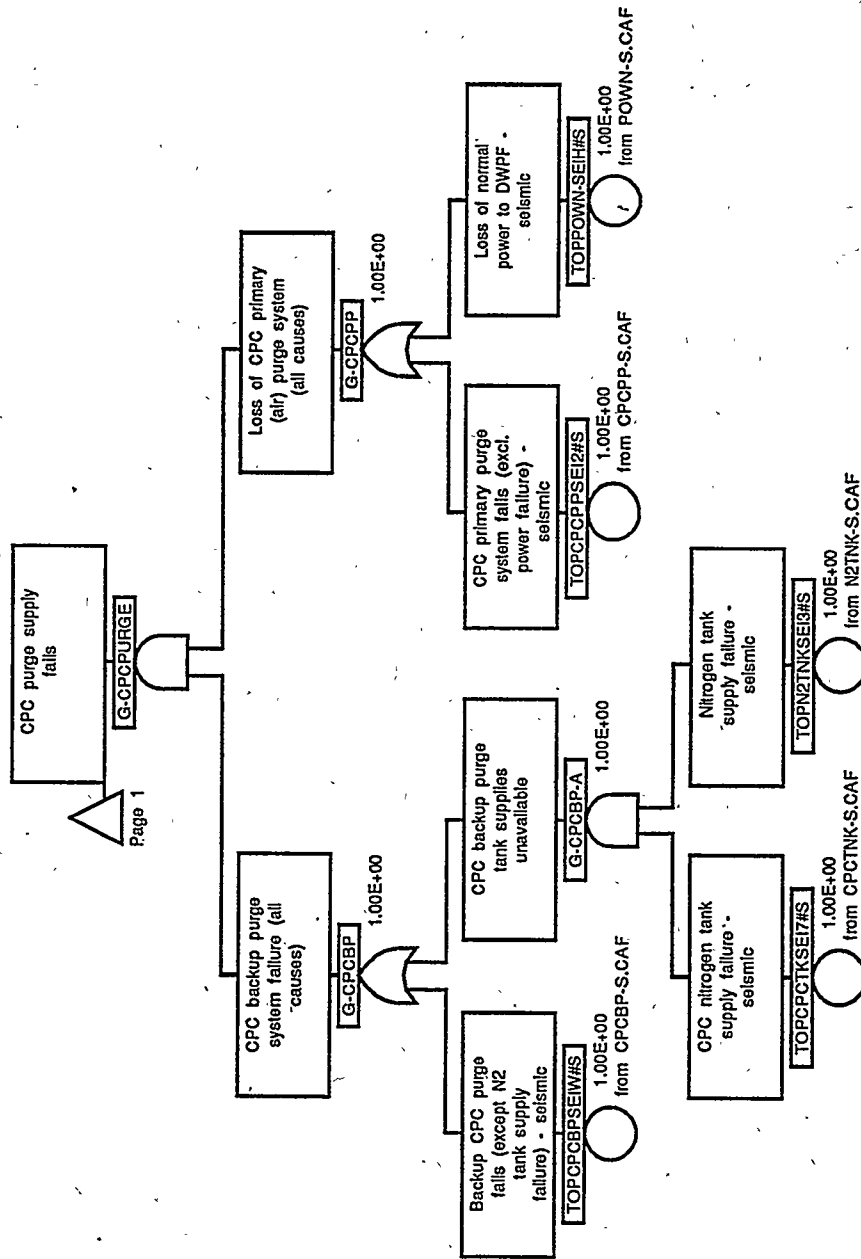 CPC purge supply
fails
G-CPCPURGE
Page 1
CPC backup purge
system failure (all
causes)
G-CPCBP
1.00E+00
Loss of CPC primary
(air) purge system
(all causes)
G-CPCPP
1.00E+00
Backup CPC purge
fails (except N2
tank supply
failure) - seismic
TOPCPCBPSEIW#S
1.00E+00
from CPCBP-S.CAF
CPC backup purge
tank supplies
unavailable
G-CPCBP-A
1.00E+00
CPC primary purge
system fails (excl.
power failure) -
seismic
TOPCPCPPSEI2#S
1.00E+00
from CPCPP-S.CAF
Loss of normal
power to DWPF -
seismic
TOPPOWN-SEIH#S
1.00E+00
from POWN-S.CAF
CPC nitrogen tank
supply failure -
seismic
TOPCPCTKSEI7#S
1.00E+00
from CPCTNK-S.CAF
Nitrogen tank
supply failure -
seismic
TOPN2TNKSEI3#S
1.00E+00
from N2TNK-S.CAF